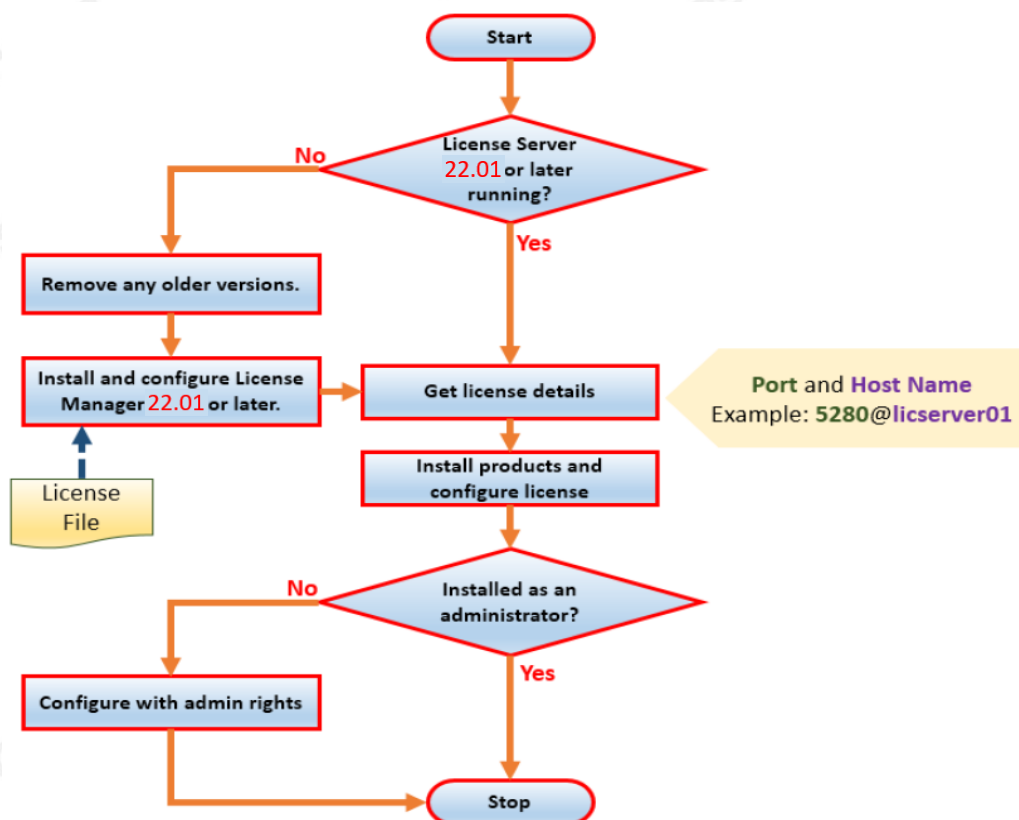 Start
License Server
22.01 or later
running?
No
Yes
Remove any older versions.
Install and configure License
Manager 22.01 or later.
Get license details
Port and Host Name
Example: 5280@licserver01
License
File
Install products and
configure license
Installed as an
administrator?
No
Yes
Configure with admin rights
Stop